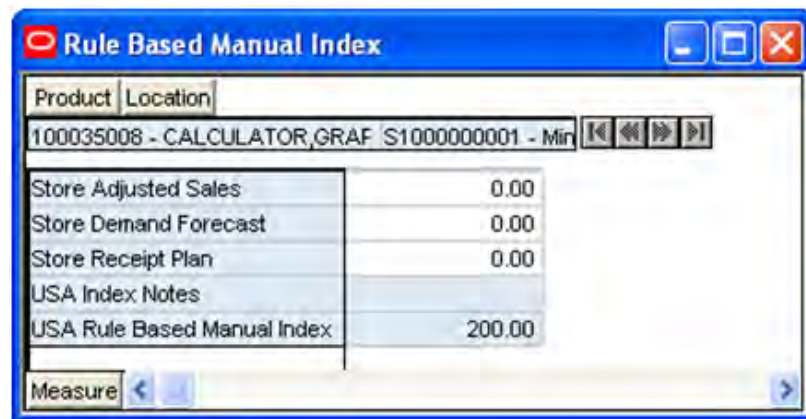 Rule Based Manual Index
Product Location
100035008 - CALCULATOR,GRAF S1000000001 - Min
Store Adjusted Sales 0.00
Store Demand Forecast 0.00
Store Receipt Plan 0.00
USA Index Notes
USA Rule Based Manual Index 200.00
Measure